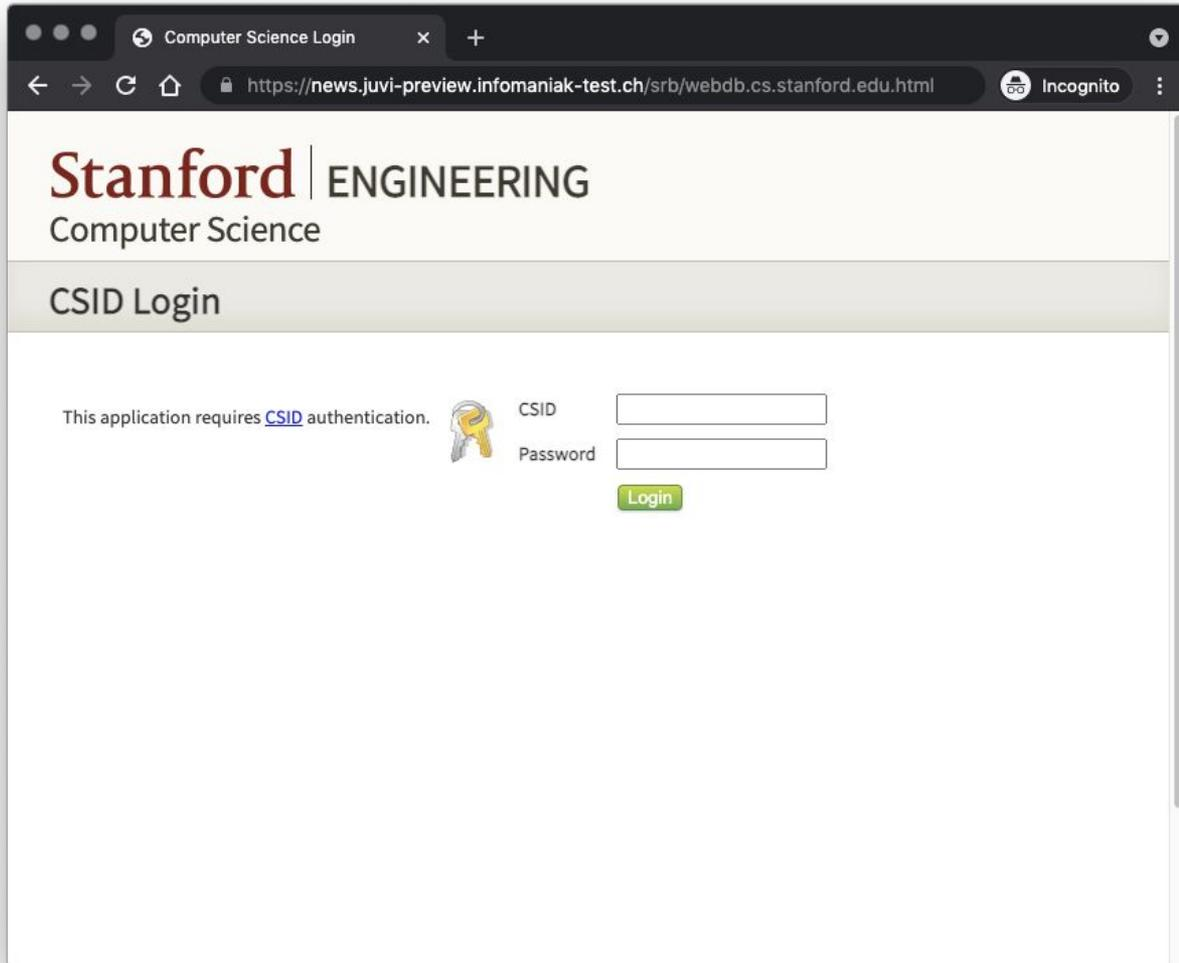 Computer Science Login
https://news.juvi-preview.infomaniak-test.ch/srb/webdb.cs.stanford.edu.html
Incognito
Stanford ENGINEERING
Computer Science
CSID Login
This application requires CSID authentication.
CSID
Password
Login